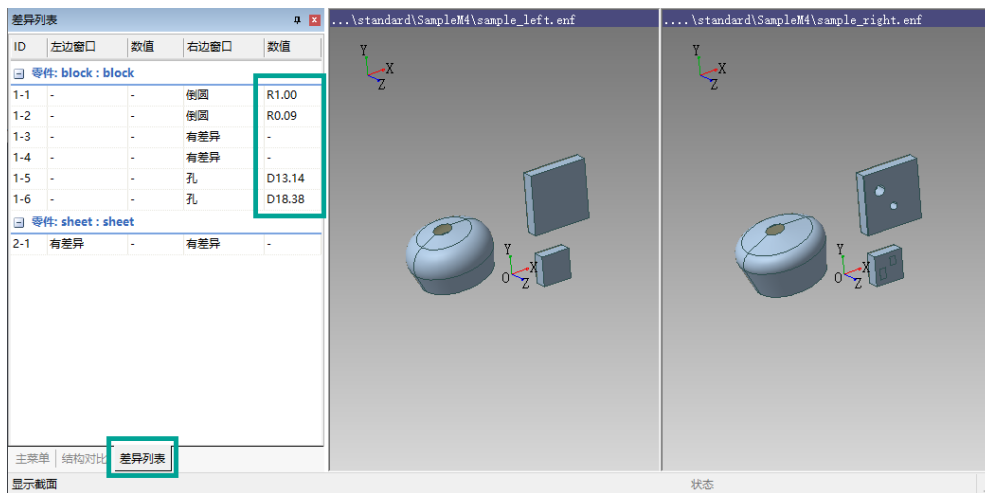 差异列表
...\standard\SampleM4\sample_left.enf
....\standard\SampleM4\sample_right.enf
ID 左边窗口 数值 右边窗口 数值
零件: block : block
1-1 - - 倒圆 R1.00
1-2 - - 倒圆 R0.09
1-3 - - 有差异 -
1-4 - - 有差异 -
1-5 - - 孔 D13.14
1-6 - - 孔 D18.38
零件: sheet : sheet
2-1 有差异 - 有差异 -
Y
X
Z
Y
X
O
Z
Y
X
Z
Y
X
O
Z
主菜单 结构对比 差异列表
显示截面
状态